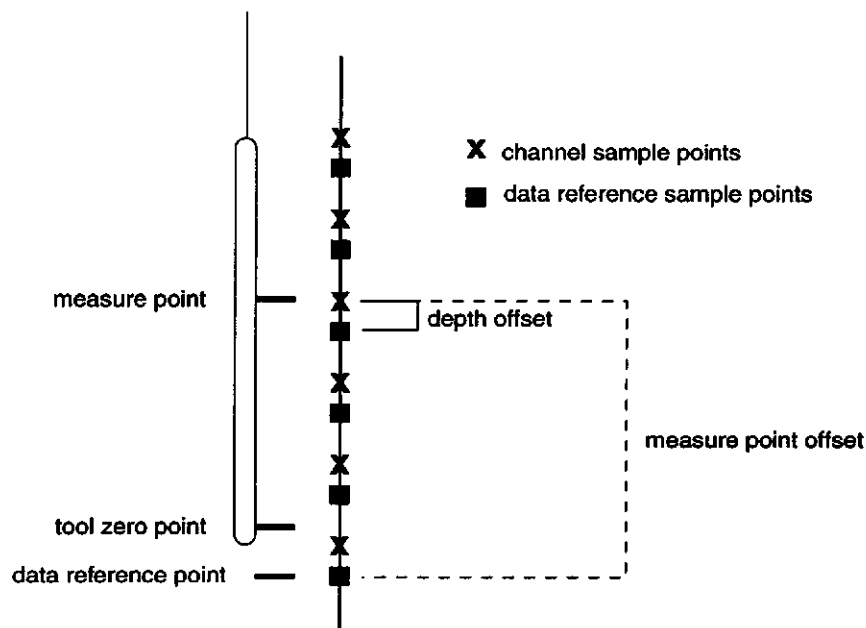 X channel sample points
data reference sample points
measure point
depth offset
measure point offset
tool zero point
data reference point